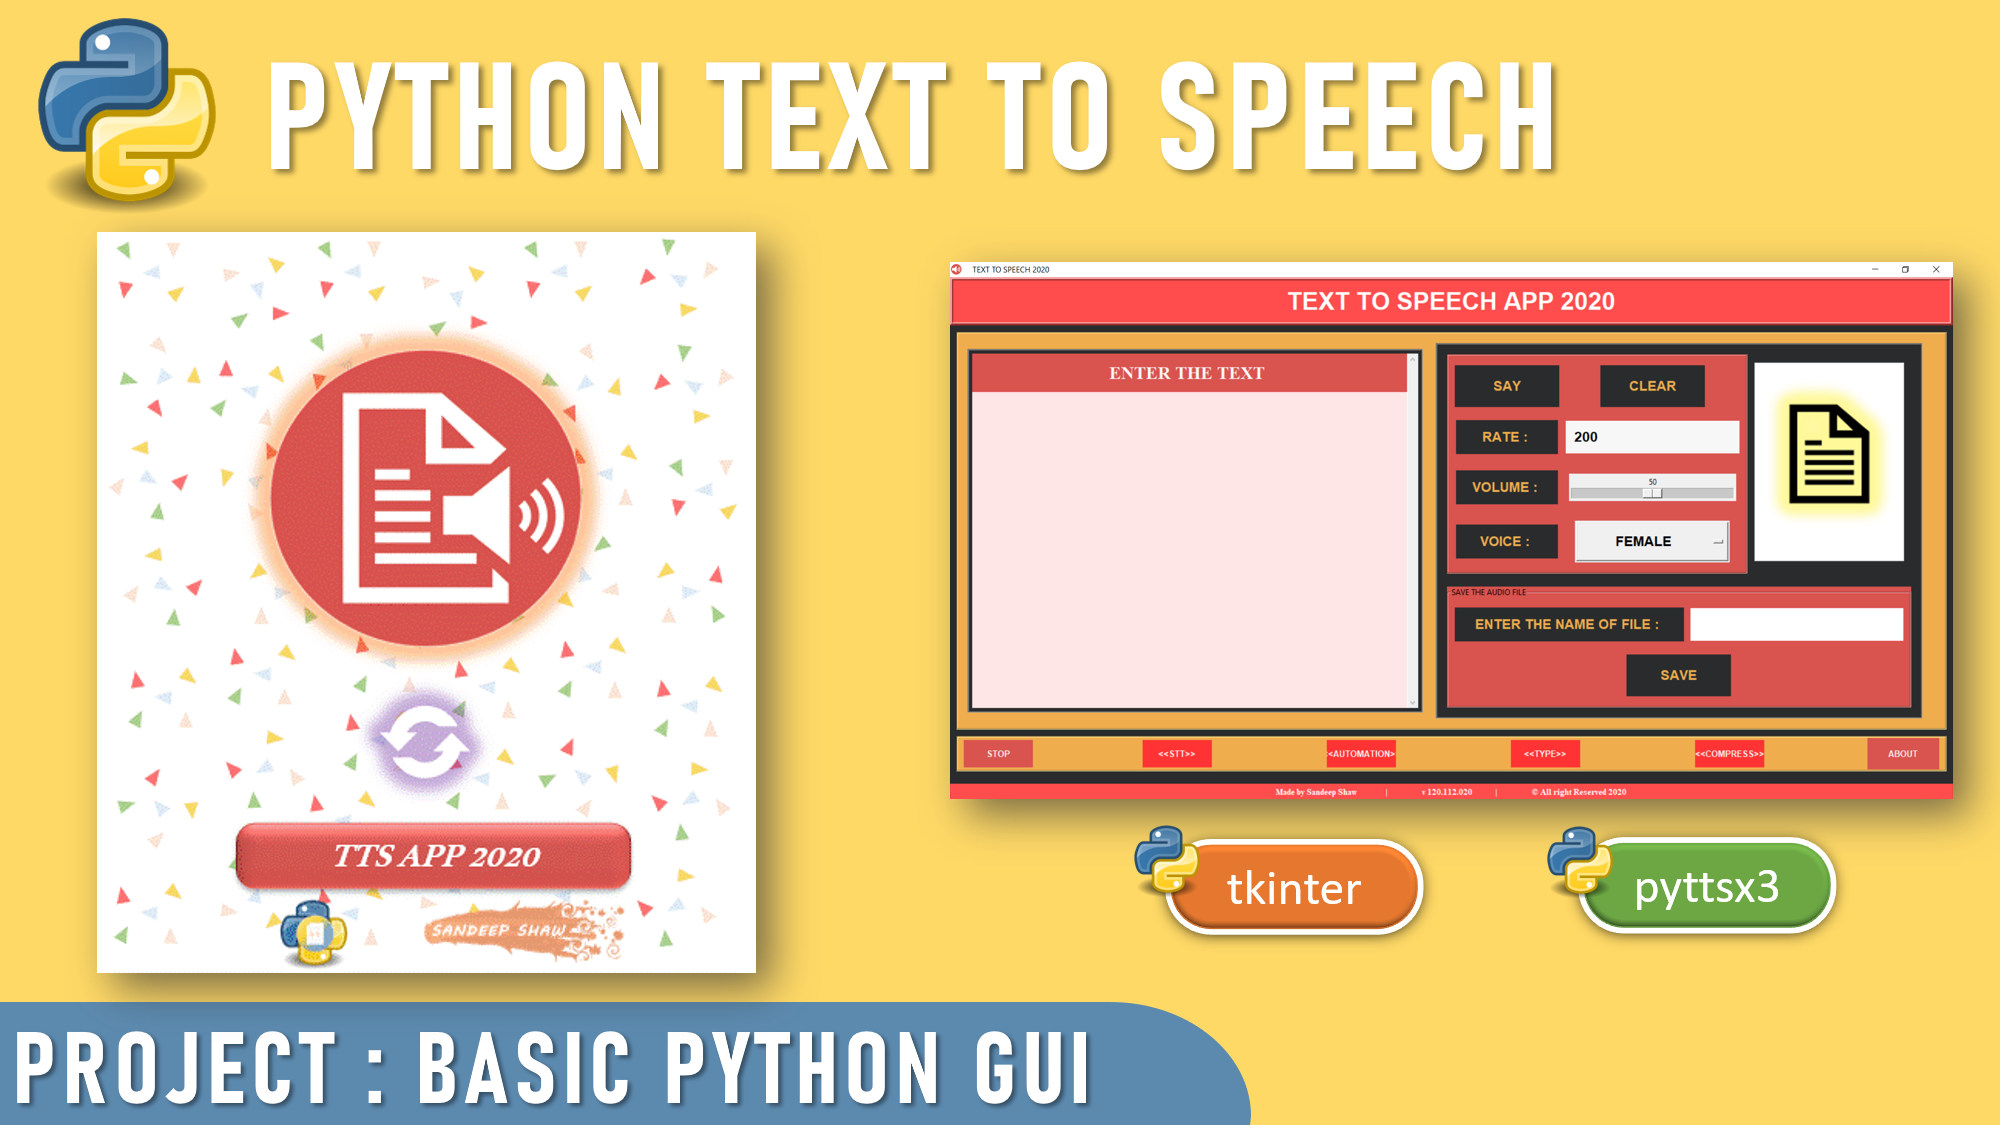 PYTHON TEXT TO SPEECH
TTS APP 2020
SANDEEP SHAW
TEXT TO SPEECH 2020
TEXT TO SPEECH APP 2020
ENTER THE TEXT
SAY
CLEAR
RATE :
200
VOLUME :
50
VOICE :
FEMALE
SAVE THE AUDIO FILE
ENTER THE NAME OF FILE :
SAVE
STOP
<<STT>>
<AUTOMATION>
<<TYPE>>
<<COMPRESS>>
ABOUT
Made by Sandeep Shaw | v 120.112.020 | © All right Reserved 2020
tkinter
pyttsx3
PROJECT : BASIC PYTHON GUI